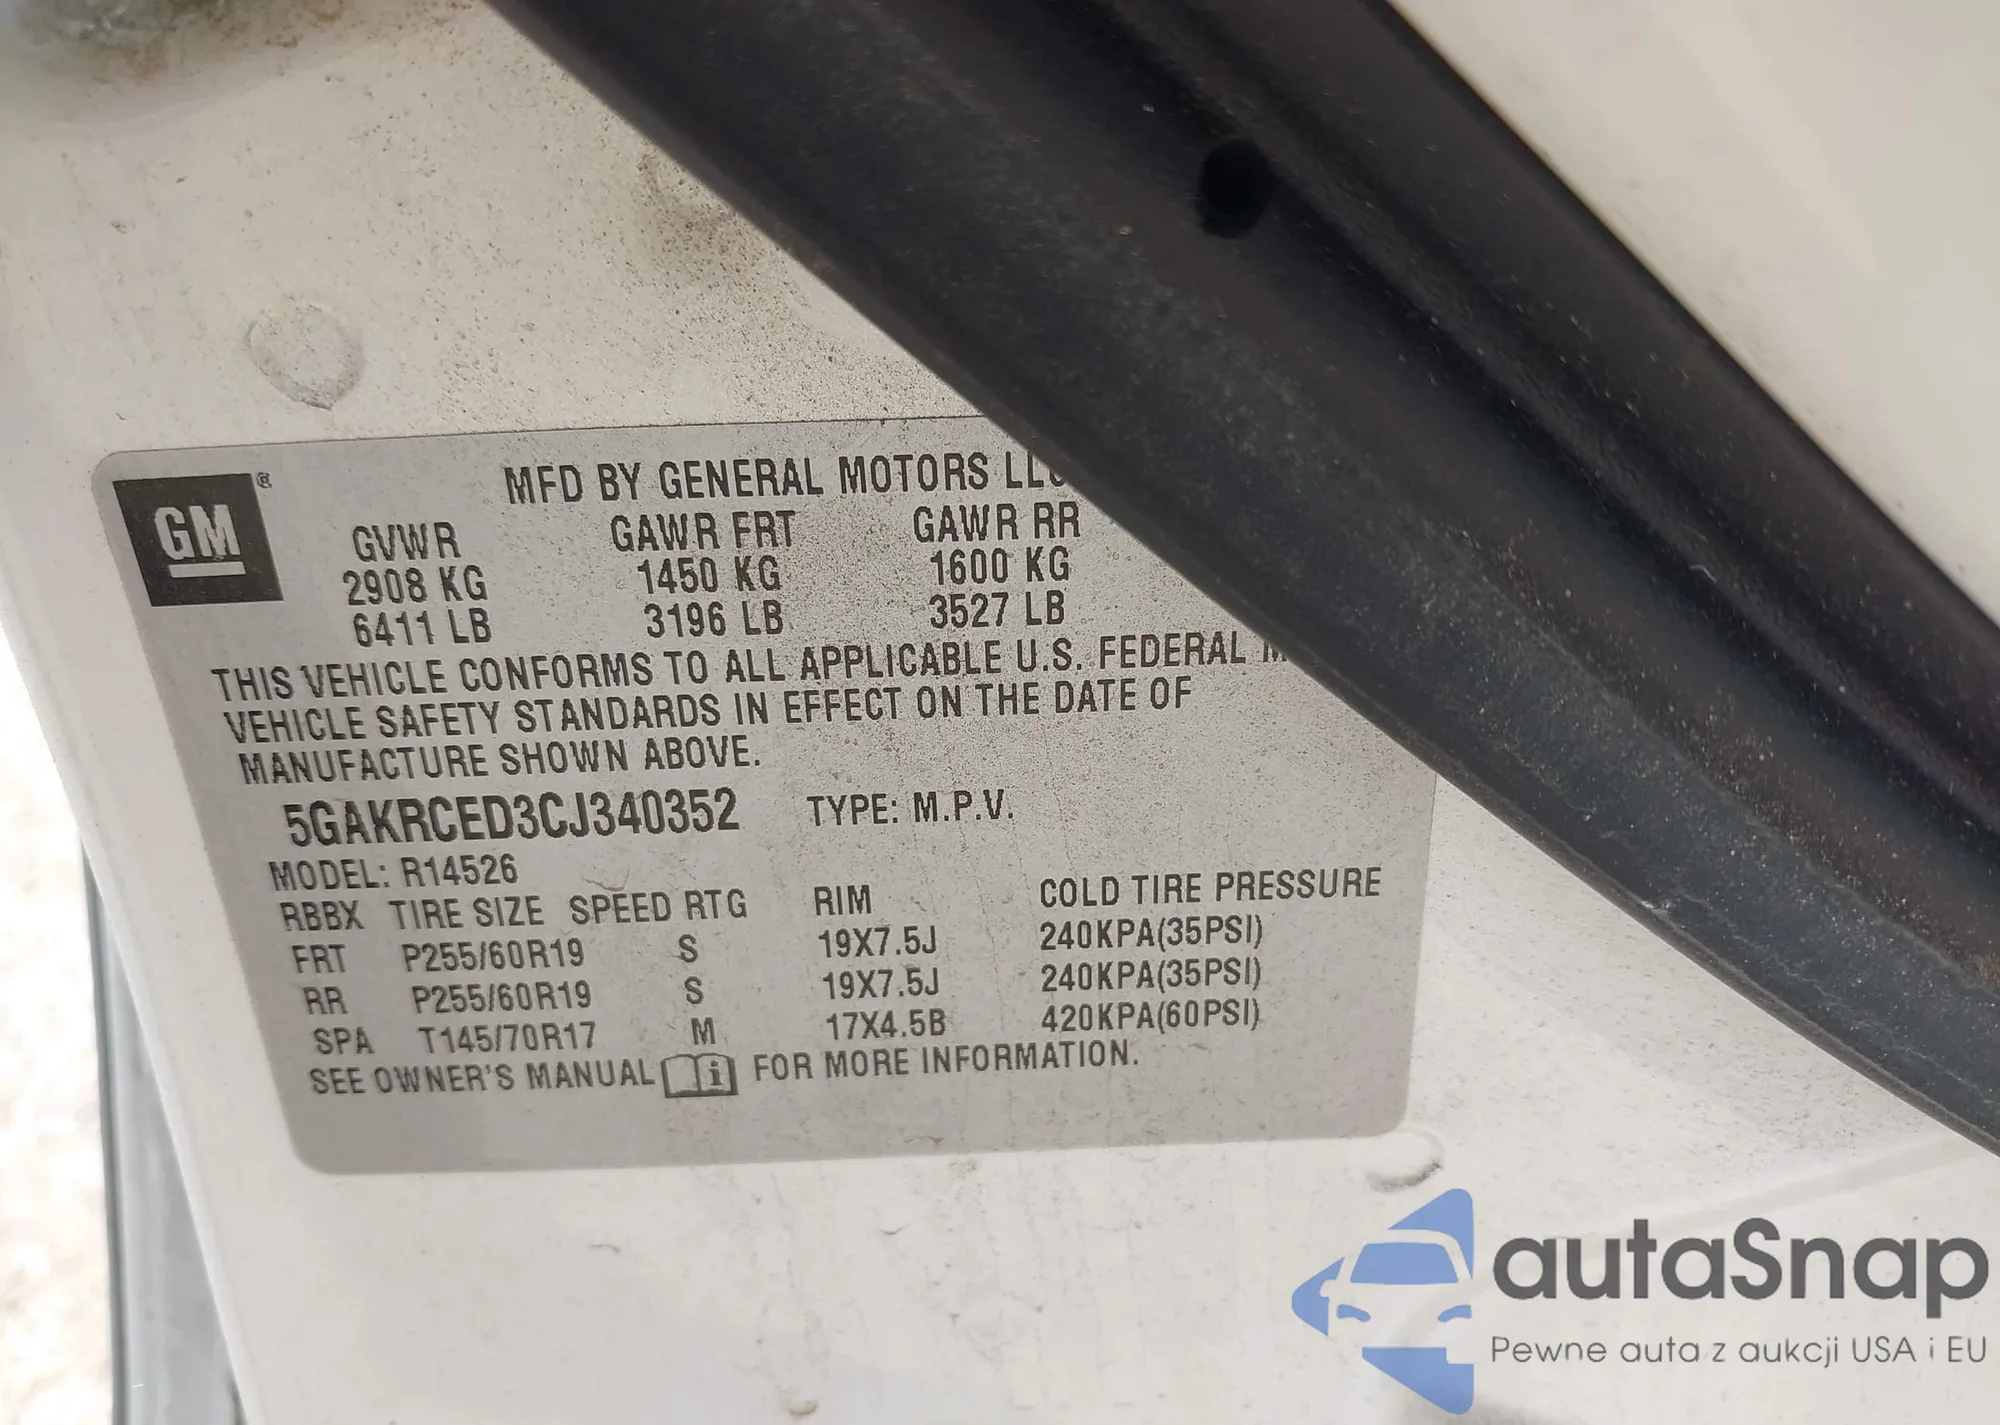 GM ®
MFD BY GENERAL MOTORS LLC
GVWR GAWR FRT GAWR RR
2908 KG 1450 KG 1600 KG
6411 LB 3196 LB 3527 LB
THIS VEHICLE CONFORMS TO ALL APPLICABLE U.S. FEDERAL
VEHICLE SAFETY STANDARDS IN EFFECT ON THE DATE OF
MANUFACTURE SHOWN ABOVE.
5GAKRCED3CJ340352 TYPE: M.P.V.
MODEL: R14526
RBBX TIRE SIZE SPEED RTG RIM COLD TIRE PRESSURE
FRT P255/60R19 S 19X7.5J 240KPA(35PSI)
RR P255/60R19 S 19X7.5J 240KPA(35PSI)
SPA T145/70R17 M 17X4.5B 420KPA(60PSI)
SEE OWNER'S MANUAL i FOR MORE INFORMATION.
autaSnap
Pewne auta z aukcji USA i EU